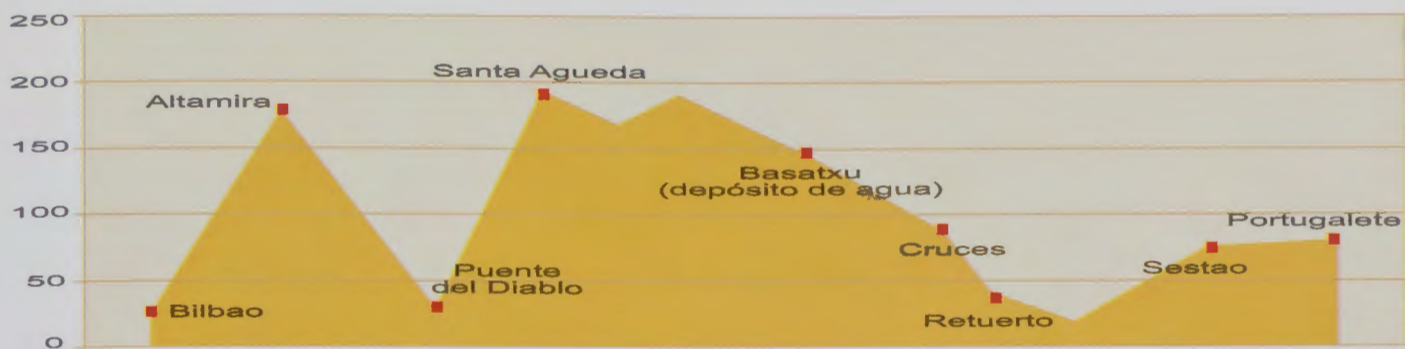 250
200
150
100
50
0
Bilbao
Altamira
Puente
del Diablo
Santa Agueda
Basatxu
(depósito de agua)
Cruces
Retuerto
Sestao
Portugalete